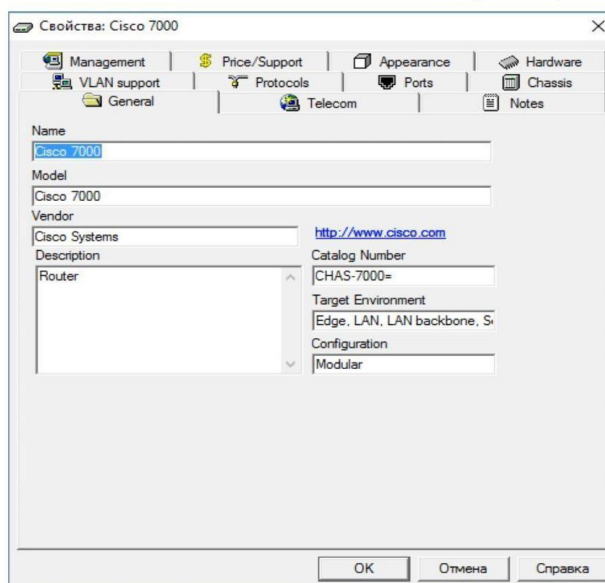 Свойства: Cisco 7000
Management Price/Support Appearance Hardware
VLAN support Protocols Ports Chassis
General Telecom Notes
Name
Cisco 7000
Model
Cisco 7000
Vendor
Cisco Systems
http://www.cisco.com
Description
Router
Catalog Number
CHAS-7000=
Target Environment
Edge, LAN, LAN backbone, S
Configuration
Modular
OK Отмена Справка